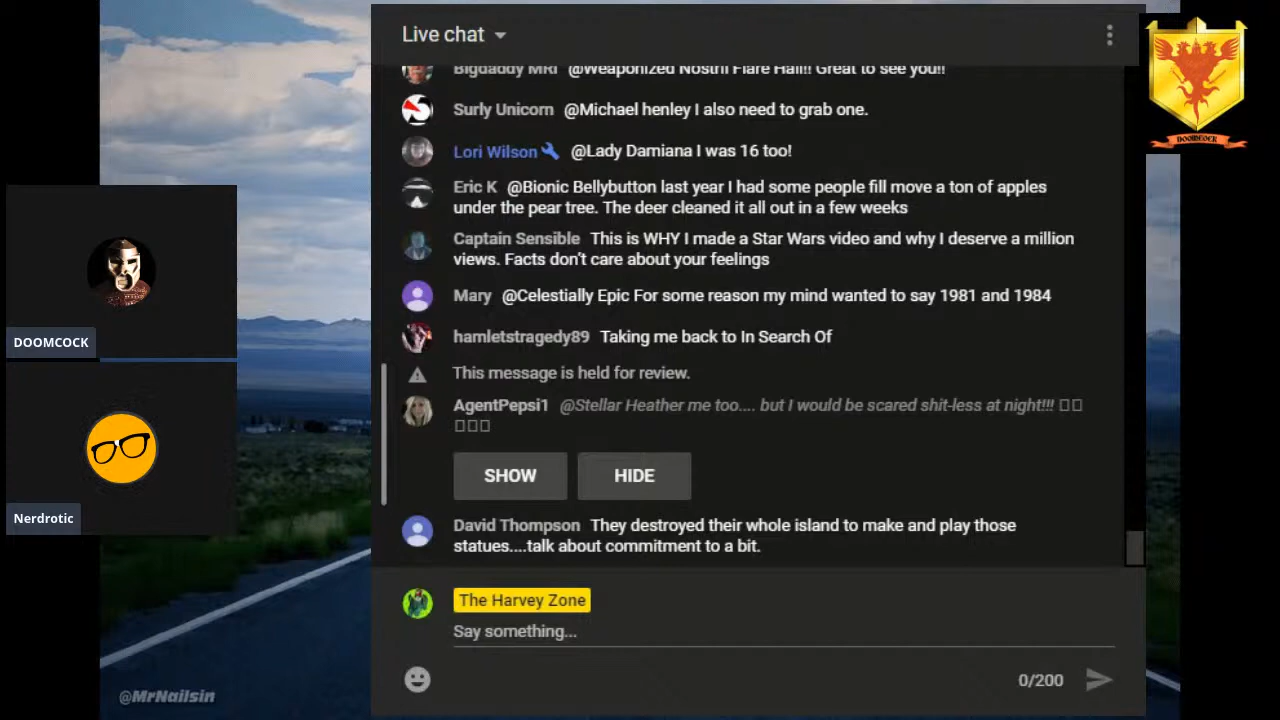 Live chat
Bigdaddy MRI @Weaponized Nostril Flare Hail!! Great to see you!!
Surly Unicorn @Michael henley I also need to grab one.
Lori Wilson @Lady Damiana I was 16 too!
Eric K @Bionic Bellybutton last year I had some people fill move a ton of apples
under the pear tree. The deer cleaned it all out in a few weeks
Captain Sensible This is WHY I made a Star Wars video and why I deserve a million
views. Facts don't care about your feelings
Mary @Celestially Epic For some reason my mind wanted to say 1981 and 1984
hamletstragedy89 Taking me back to In Search Of
This message is held for review.
AgentPepsi1 @Stellar Heather me too.... but I would be scared shit-less at night!!!
SHOW HIDE
David Thompson They destroyed their whole island to make and play those
statues....talk about commitment to a bit.
The Harvey Zone
Say something...
0/200
DOOMCOCK
Nerdrotic
DOOMCOCK
@MrNailsin